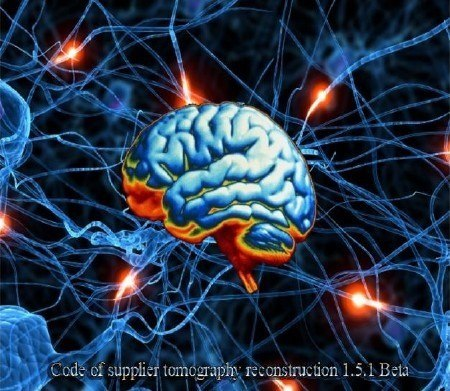 Code of supplier tomography reconstruction 1.5.1 Beta